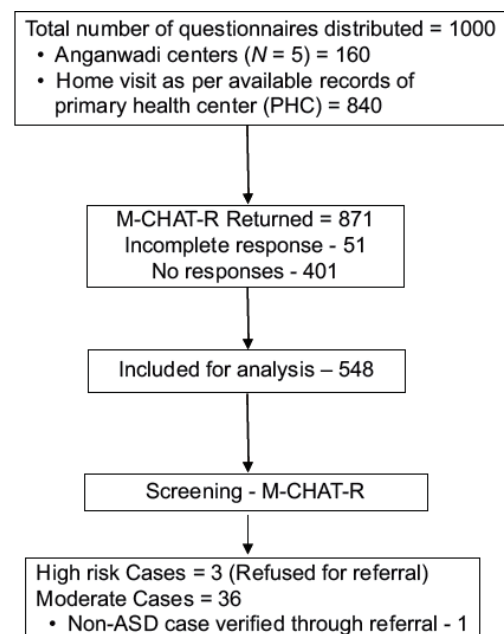 Total number of questionnaires distributed = 1000
• Anganwadi centers (N = 5) = 160
• Home visit as per available records of
primary health center (PHC) = 840
M-CHAT-R Returned = 871
Incomplete response - 51
No responses - 401
Included for analysis – 548
Screening - M-CHAT-R
High risk Cases = 3 (Refused for referral)
Moderate Cases = 36
• Non-ASD case verified through referral - 1